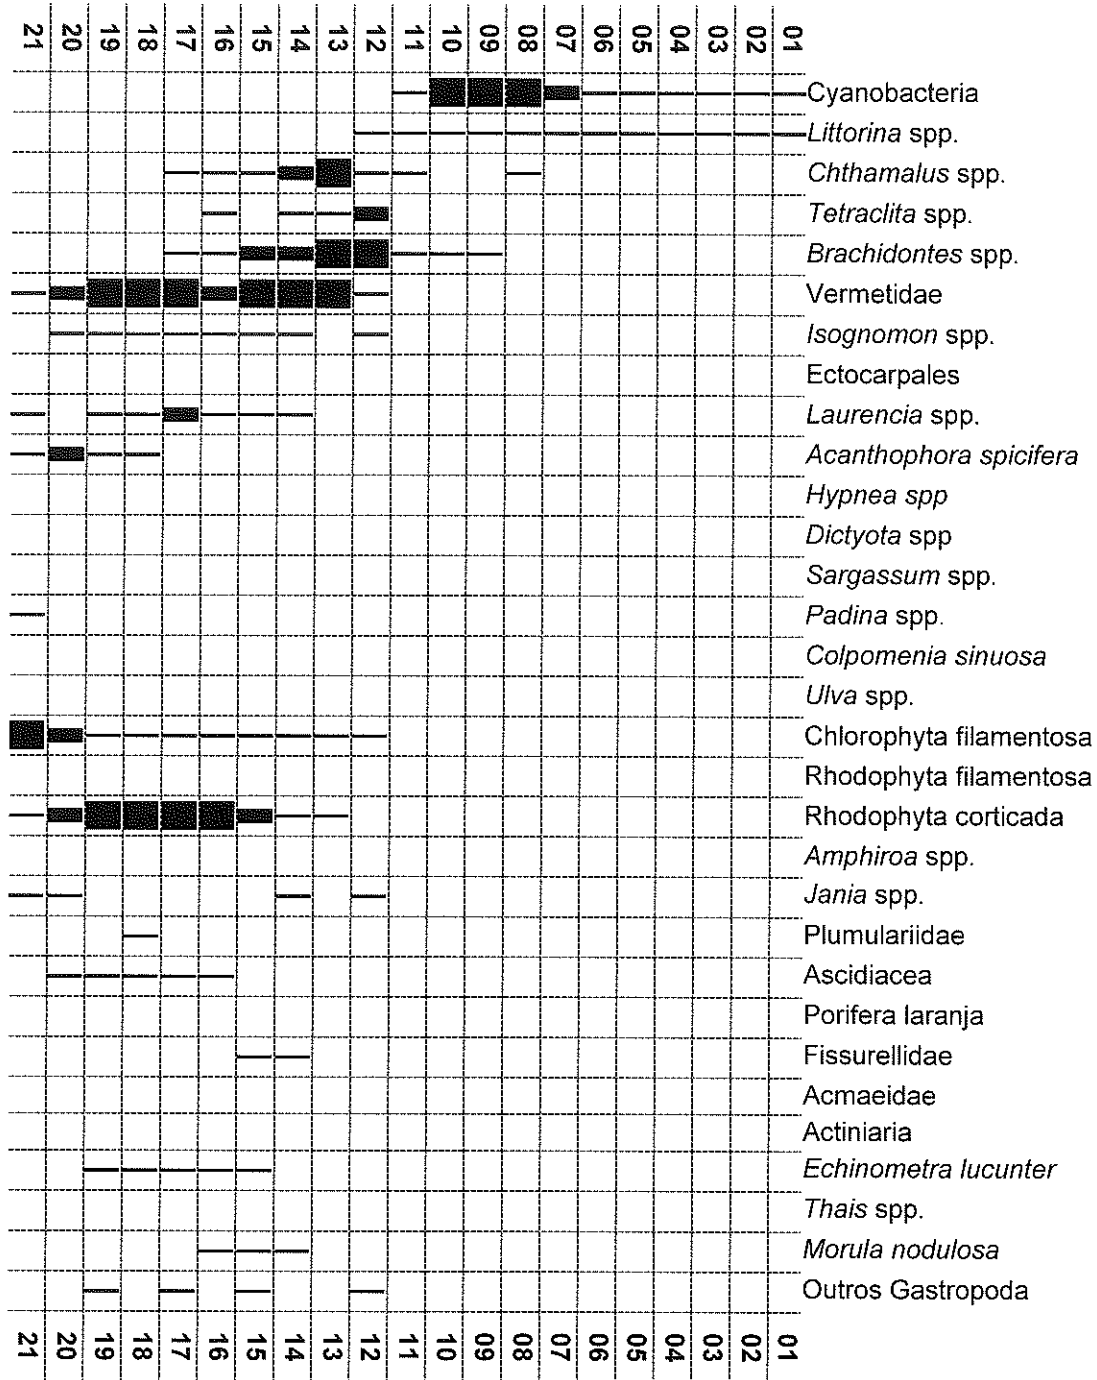 21 20 19 18 17 16 15 14 13 12 11 10 09 08 07 06 05 04 03 02 01
Cyanobacteria
Littorina spp.
Chthamalus spp.
Tetraclita spp.
Brachidontes spp.
Vermetidae
Isognomon spp.
Ectocarpales
Laurencia spp.
Acanthophora spicifera
Hypnea spp
Dictyota spp
Sargassum spp.
Padina spp.
Colpomenia sinuosa
Ulva spp.
Chlorophyta filamentosa
Rhodophyta filamentosa
Rhodophyta corticada
Amphiroa spp.
Jania spp.
Plumulariidae
Ascidiacea
Porifera laranja
Fissurellidae
Acmaeidae
Actiniaria
Echinometra lucunter
Thais spp.
Morula nodulosa
Outros Gastropoda
21 20 19 18 17 16 15 14 13 12 11 10 09 08 07 06 05 04 03 02 01